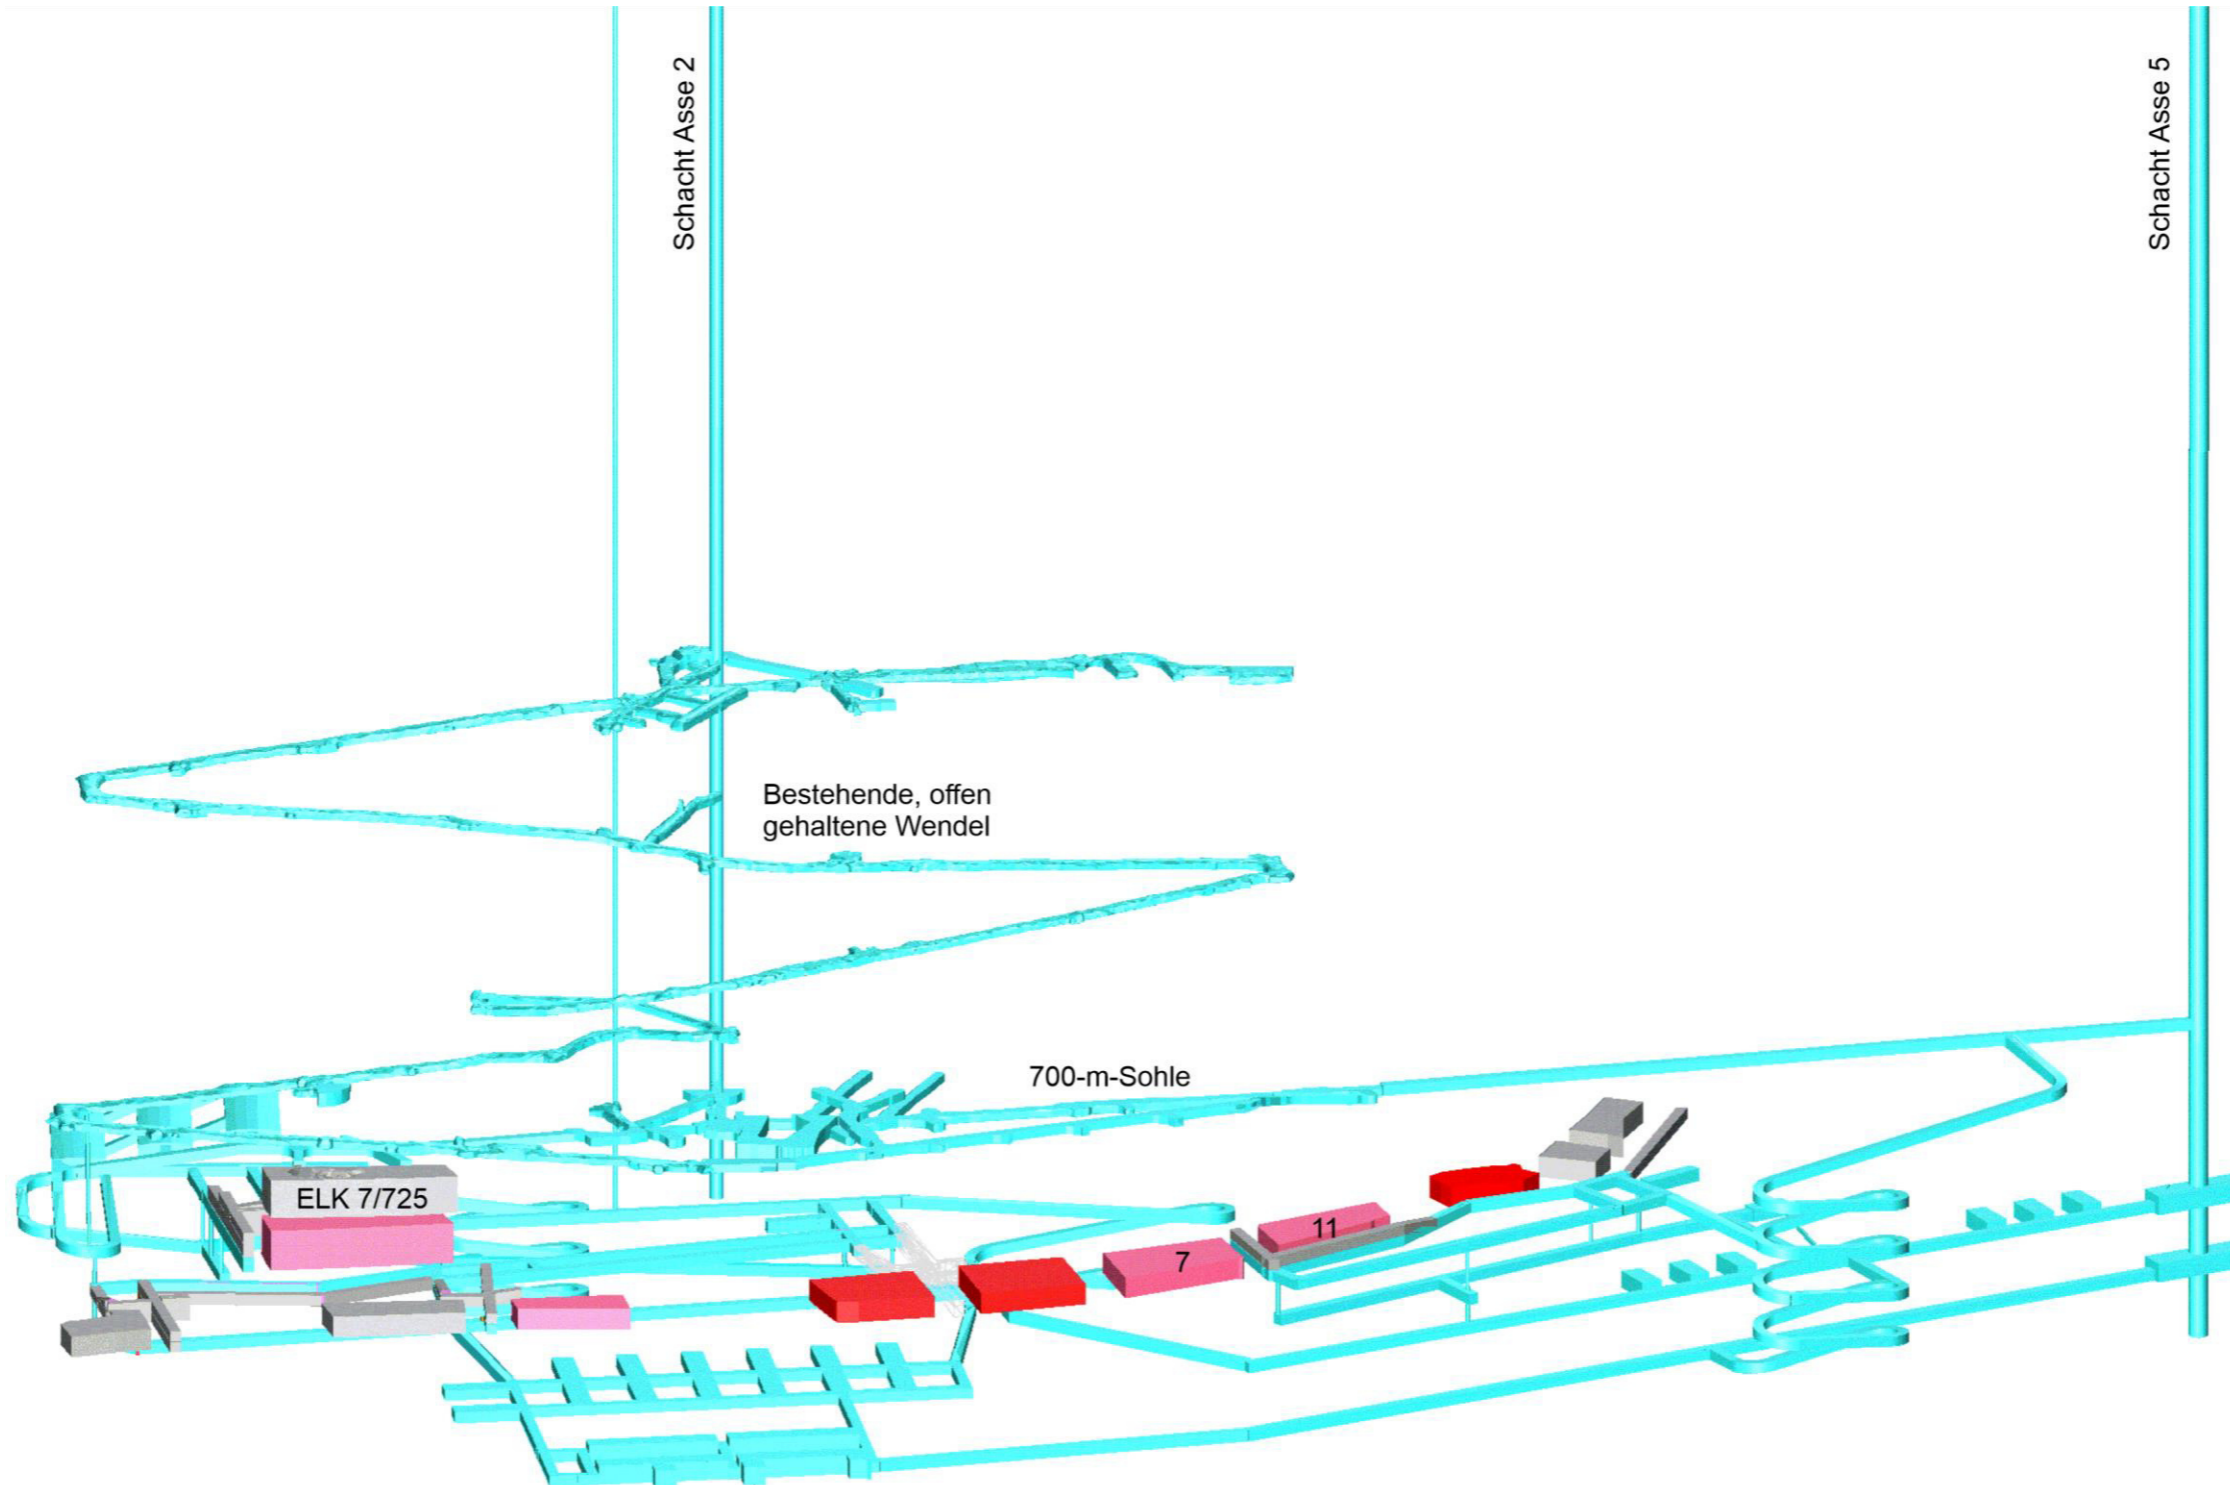 Schacht Asse 2
Schacht Asse 5
Bestehende, offen
gehaltene Wendel
700-m-Sohle
ELK 7/725
11
7